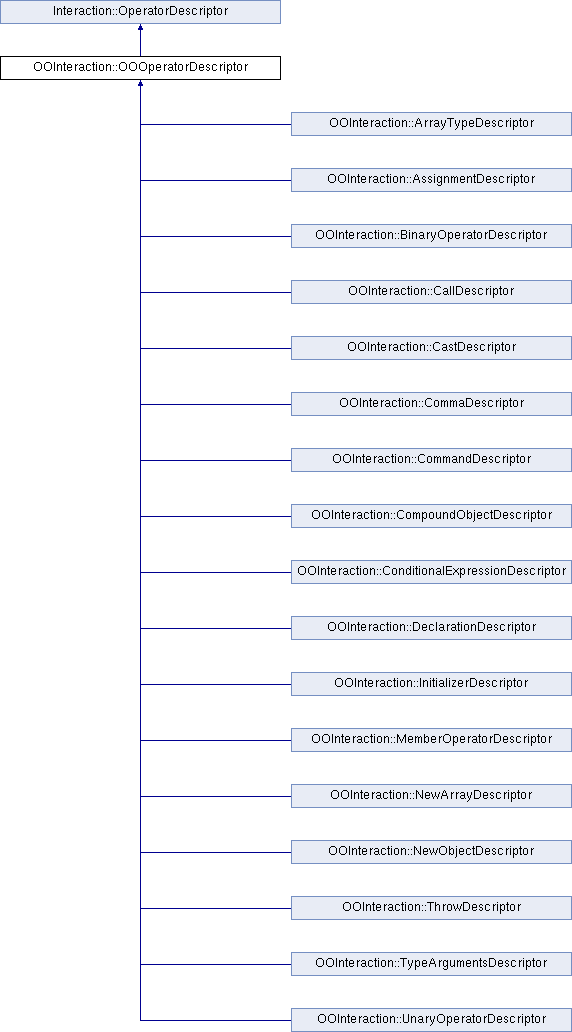 Interaction::OperatorDescriptor
OOInteraction::OOOperatorDescriptor
OOInteraction::ArrayTypeDescriptor
OOInteraction::AssignmentDescriptor
OOInteraction::BinaryOperatorDescriptor
OOInteraction::CallDescriptor
OOInteraction::CastDescriptor
OOInteraction::CommaDescriptor
OOInteraction::CommandDescriptor
OOInteraction::CompoundObjectDescriptor
OOInteraction::ConditionalExpressionDescriptor
OOInteraction::DeclarationDescriptor
OOInteraction::InitializerDescriptor
OOInteraction::MemberOperatorDescriptor
OOInteraction::NewArrayDescriptor
OOInteraction::NewObjectDescriptor
OOInteraction::ThrowDescriptor
OOInteraction::TypeArgumentsDescriptor
OOInteraction::UnaryOperatorDescriptor